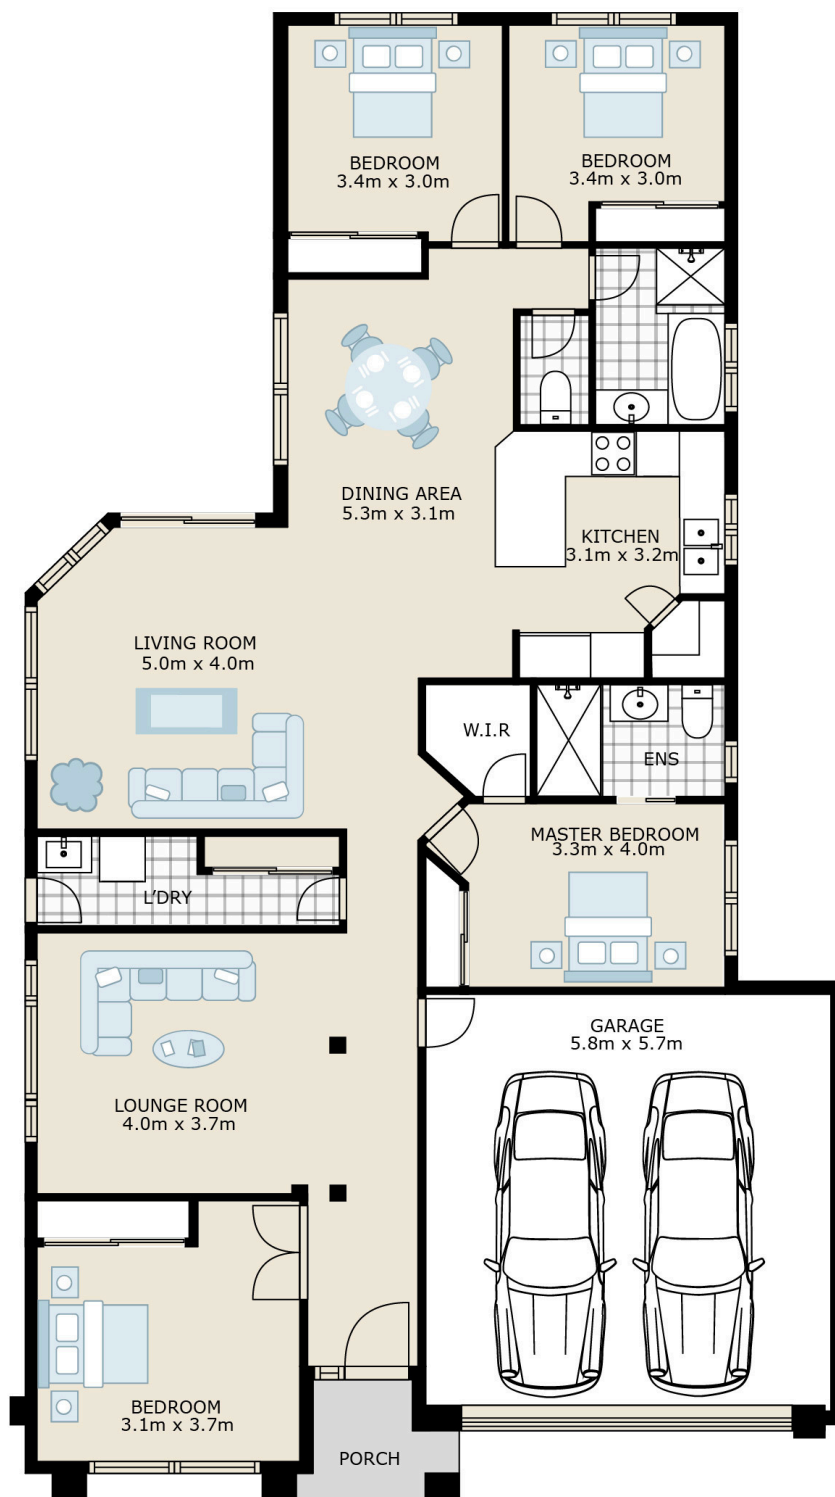 BEDROOM
3.4m x 3.0m
BEDROOM
3.4m x 3.0m
DINING AREA
5.3m x 3.1m
KITCHEN
3.1m x 3.2m
LIVING ROOM
5.0m x 4.0m
W.I.R
ENS
MASTER BEDROOM
3.3m x 4.0m
L'DRY
GARAGE
5.8m x 5.7m
LOUNGE ROOM
4.0m x 3.7m
BEDROOM
3.1m x 3.7m
PORCH